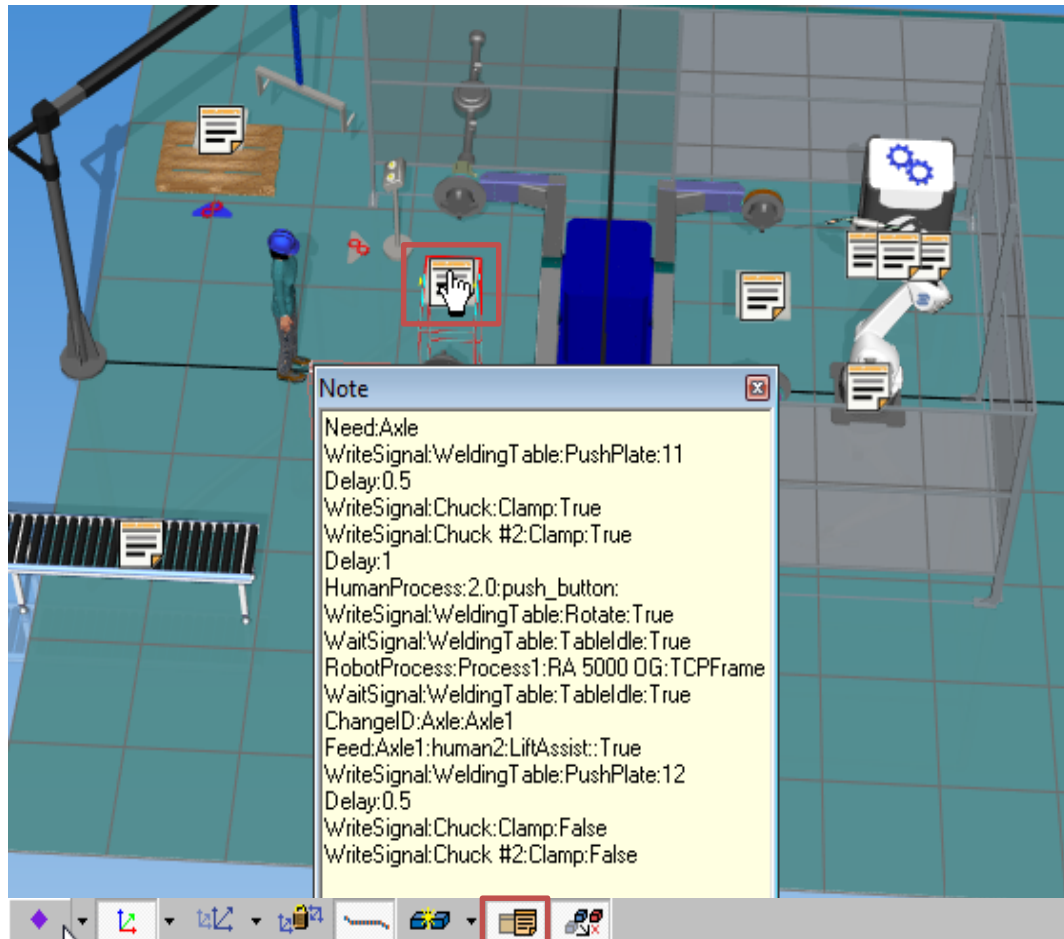 Note
Need:Axle
WriteSignal:WeldingTable:PushPlate:11
Delay:0.5
WriteSignal:Chuck:Clamp:True
WriteSignal:Chuck #2:Clamp:True
Delay:1
HumanProcess:2.0:push_button:
WriteSignal:WeldingTable:Rotate:True
WaitSignal:WeldingTable:TableIdle:True
RobotProcess:Process1:RA 5000 OG:TCPFrame
WaitSignal:WeldingTable:TableIdle:True
ChangeID:Axle:Axle1
Feed:Axle1:human2:LiftAssist::True
WriteSignal:WeldingTable:PushPlate:12
Delay:0.5
WriteSignal:Chuck:Clamp:False
WriteSignal:Chuck #2:Clamp:False